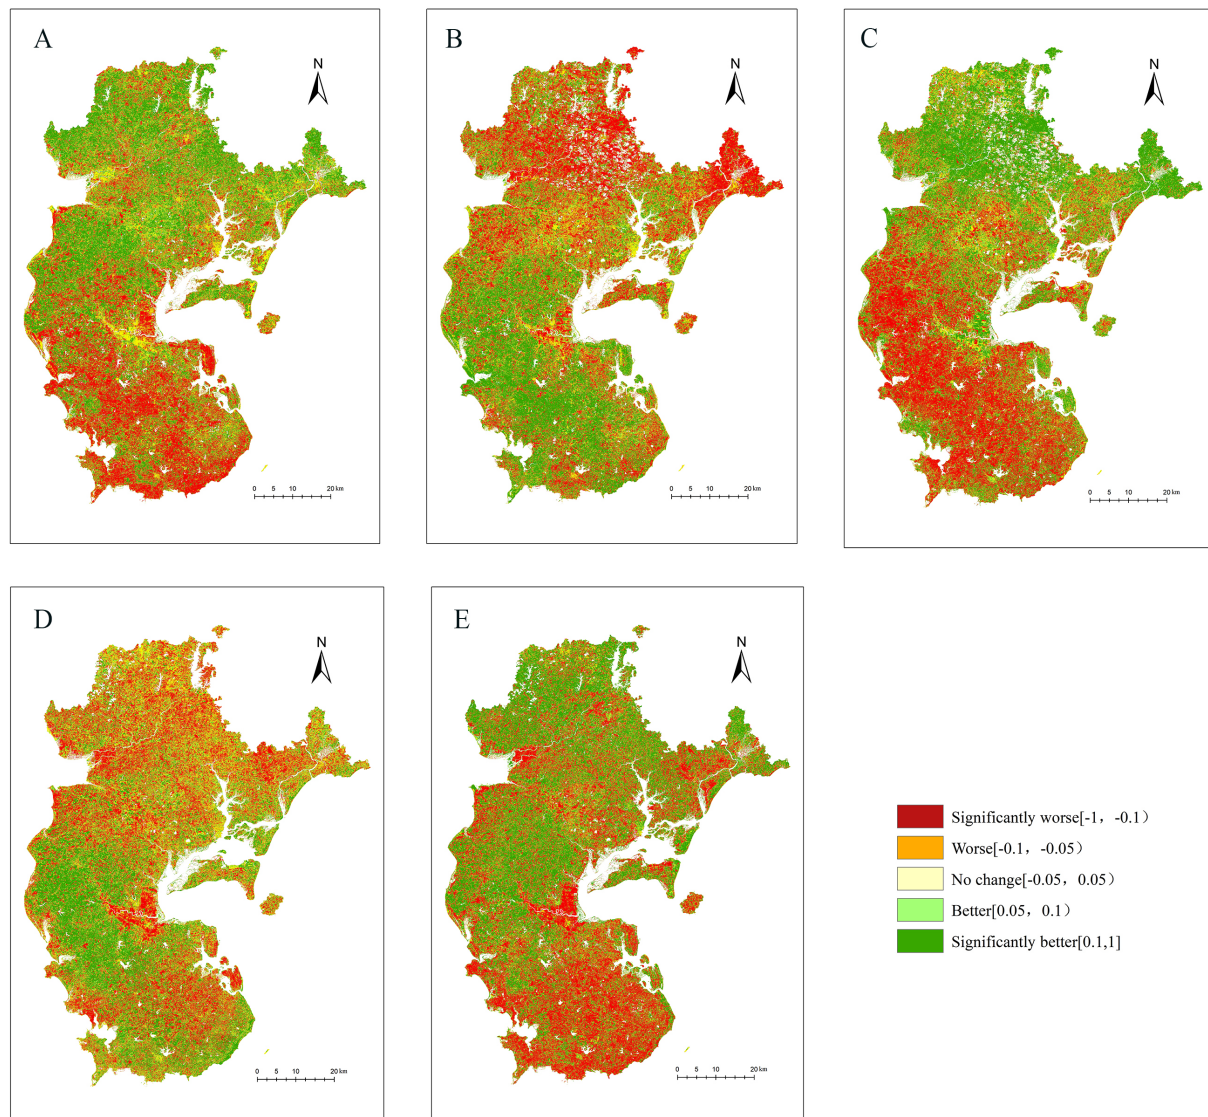 A
N
0 5 10 20 km
B
N
0 5 10 20 km
C
N
0 5 10 20 km
D
N
0 5 10 20 km
E
N
0 5 10 20 km
Significantly worse[-1，-0.1）
Worse[-0.1，-0.05）
No change[-0.05，0.05）
Better[0.05，0.1）
Significantly better[0.1,1]